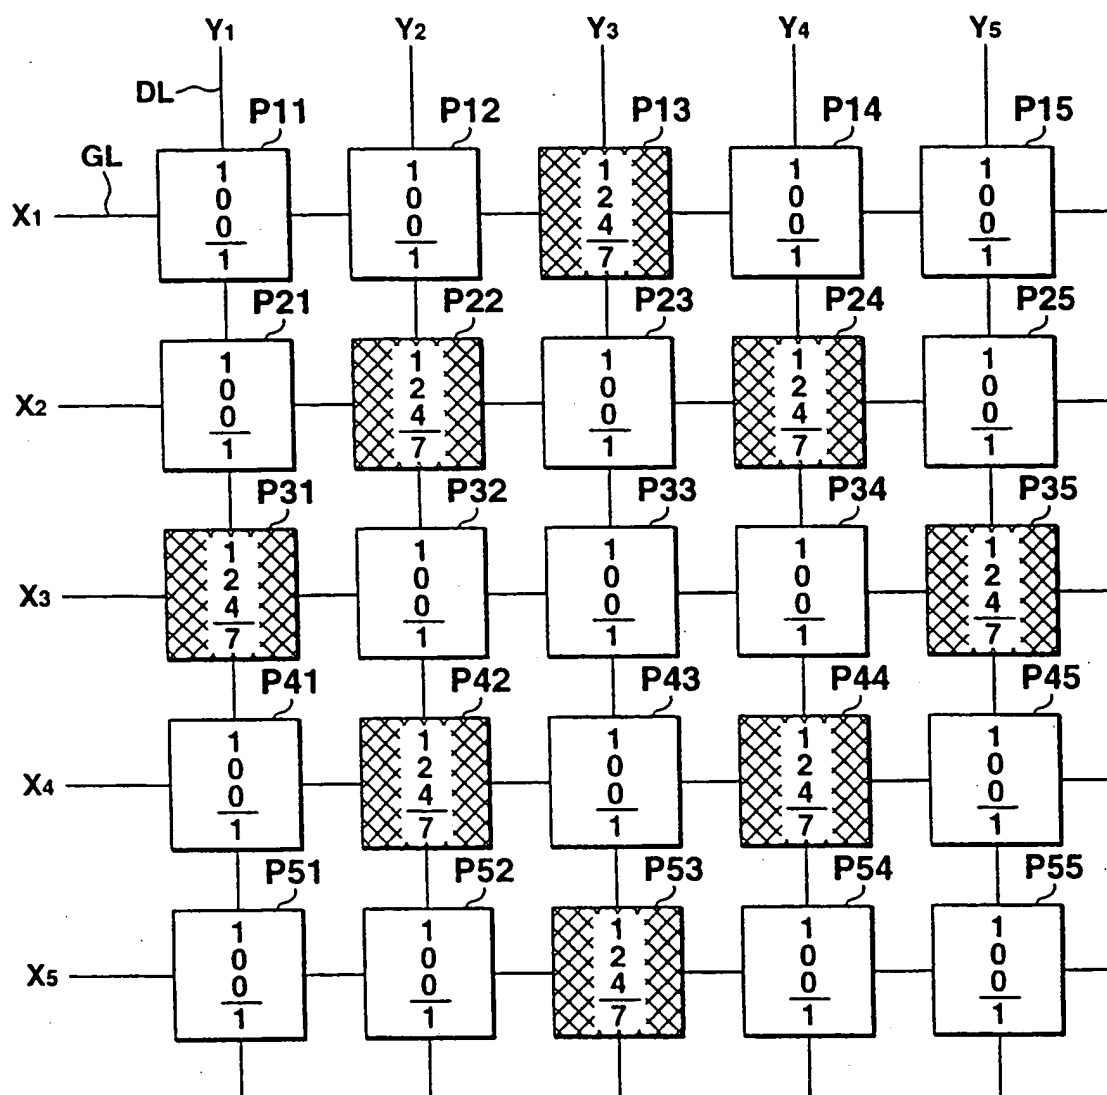 Y1 Y2 Y3 Y4 Y5
DL
P11 P12 P13 P14 P15
GL
X1
1 1 1 1 1
0 0 2 0 0
0 0 4 0 0
1 1 7 1 1
P21 P22 P23 P24 P25
X2
1 1 1 1 1
0 2 0 2 0
0 4 0 4 0
1 7 1 7 1
P31 P32 P33 P34 P35
X3
1 1 1 1 1
2 0 0 0 2
4 0 0 0 4
7 1 1 1 7
P41 P42 P43 P44 P45
X4
1 1 1 1 1
0 2 0 2 0
0 4 0 4 0
1 7 1 7 1
P51 P52 P53 P54 P55
X5
1 1 1 1 1
0 0 2 0 0
0 0 4 0 0
1 1 7 1 1